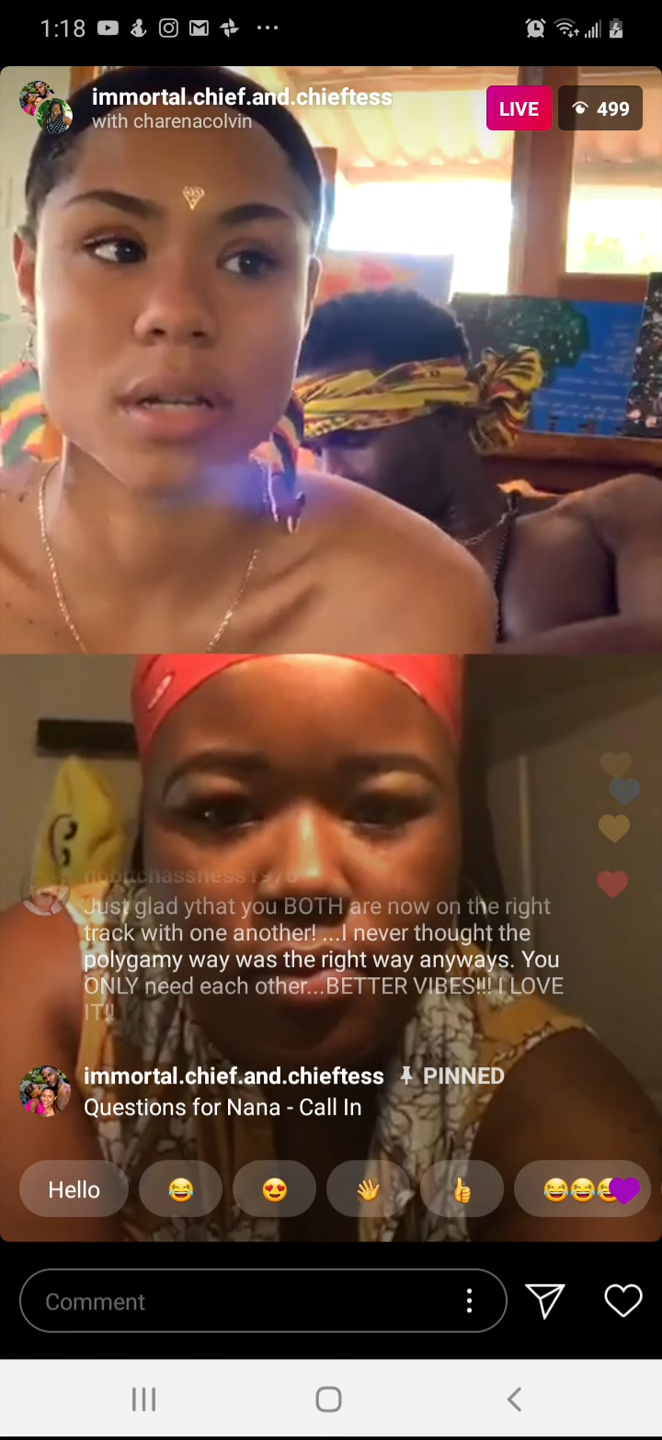 1:18
immortal.chief.and.chieftess
LIVE
499
with charenacolvin
Just glad ythat you BOTH are now on the right
track with one another! ...I never thought the
polygamy way was the right way anyways. You
ONLY need each other...BETTER VIBES!!! I LOVE
IT!!
immortal.chief.and.chieftess PINNED
Questions for Nana - Call In
Hello
Comment